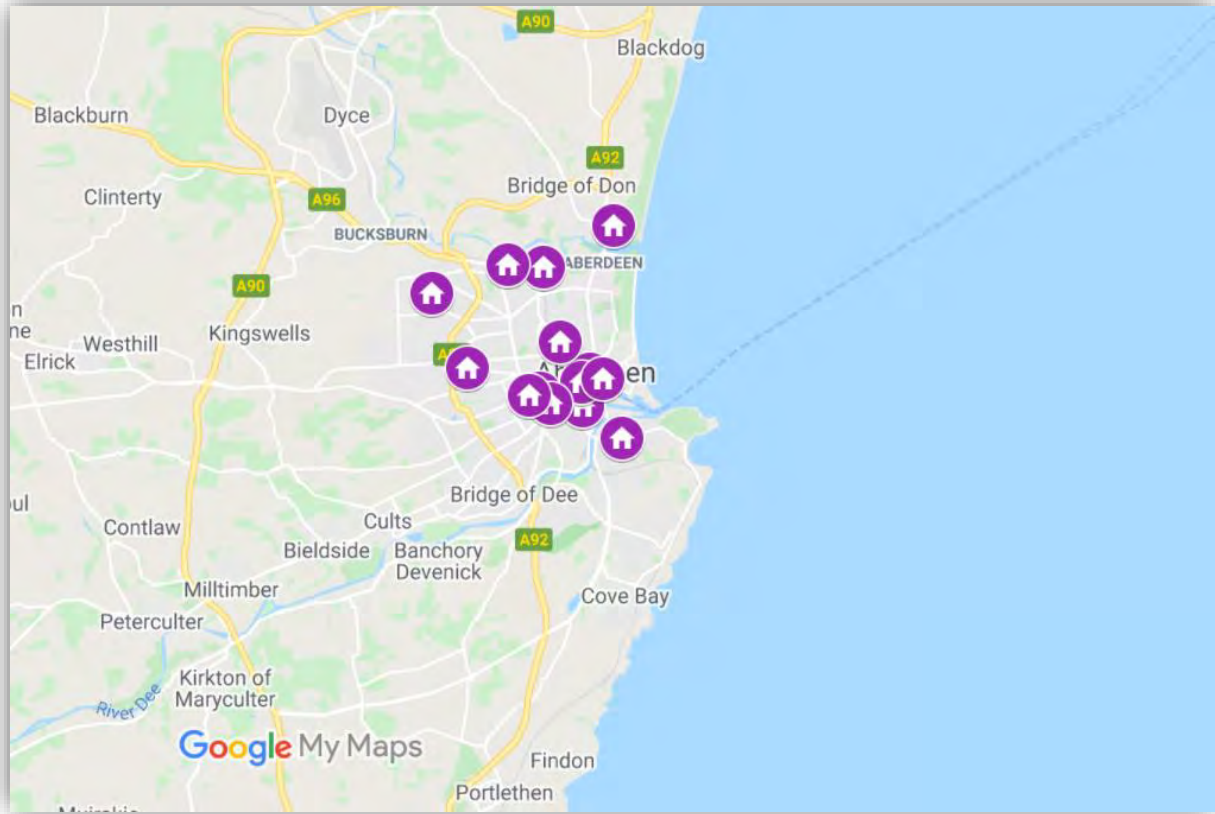 A90
Blackdog
Blackburn
Dyce
A92
Bridge of Don
Clinterty
A96
BUCKSBURN
ABERDEEN
A90
Kingswells
Westhill
Elrick
Bridge of Dee
Contlaw
Cults
Bieldside
Banchory
Devenick
A92
Milltimber
Cove Bay
Peterculter
Kirkton of
Maryculter
River Dee
Google My Maps
Findon
Portlethen